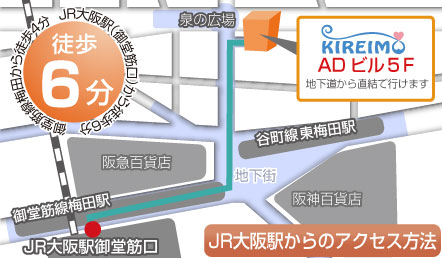 JR大阪駅(御堂筋口)から徒歩6分
御堂筋線梅田から徒歩4分
徒歩
6分
泉の広場
KIREIMO
ADビル5F
地下道から直結で行けます
谷町線東梅田駅
阪急百貨店
地下街
阪神百貨店
御堂筋線梅田駅
JR大阪駅御堂筋口
JR大阪駅からのアクセス方法